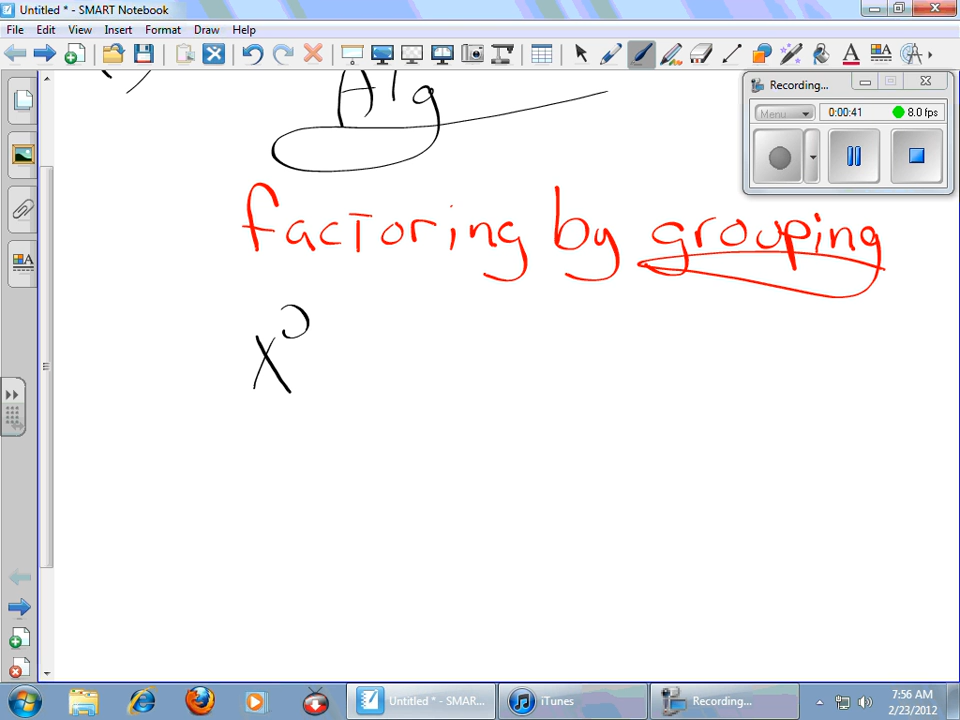 Untitled * - SMART Notebook
File Edit View Insert Format Draw Help
Recording...
Menu
0:00:41
8.0 fps
Alg
factoring by grouping
Untitled * - SMAR...
iTunes
Recording...
7:56 AM
2/23/2012